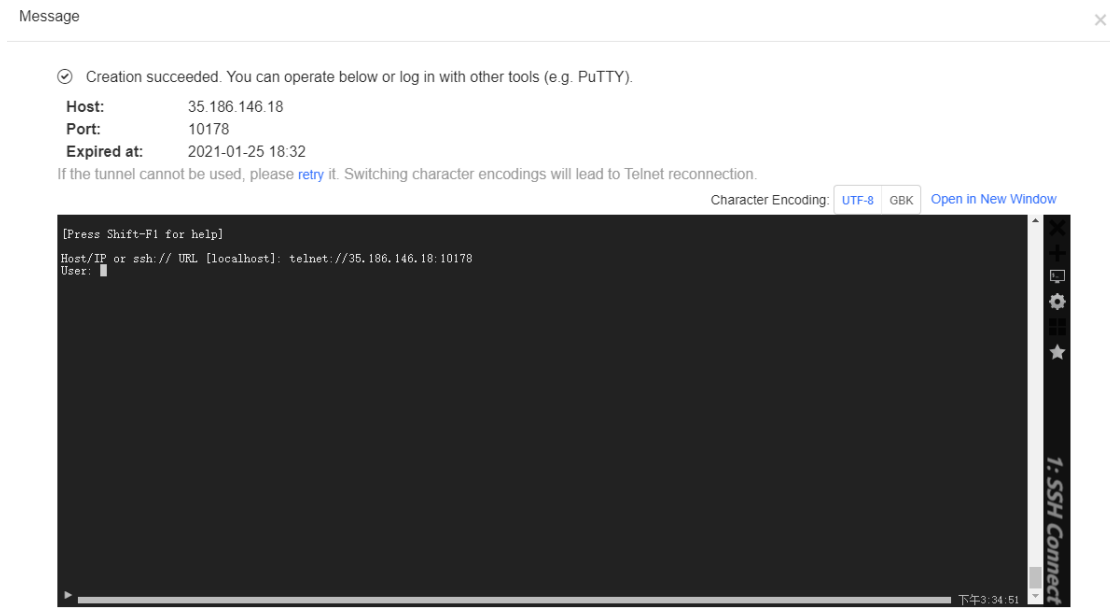 Message
Creation succeeded. You can operate below or log in with other tools (e.g. PuTTY).
Host: 35.186.146.18
Port: 10178
Expired at: 2021-01-25 18:32
If the tunnel cannot be used, please retry it. Switching character encodings will lead to Telnet reconnection.
Character Encoding: UTF-8 GBK Open in New Window
[Press Shift-F1 for help]
Host/IP or ssh:// URL [localhost]: telnet://35.186.146.18:10178
User:
1: SSH Connect
下午3:34:51